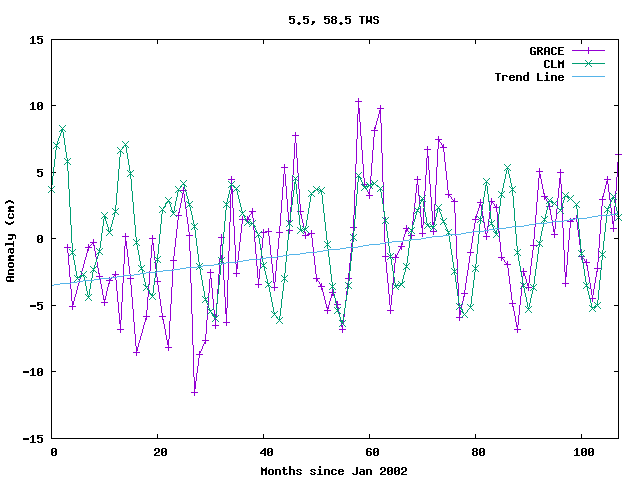 5.5, 58.5 TWS
GRACE
CLM
Trend Line
15
10
5
0
-5
-10
-15
Anomaly (cm)
0 20 40 60 80 100
Months since Jan 2002